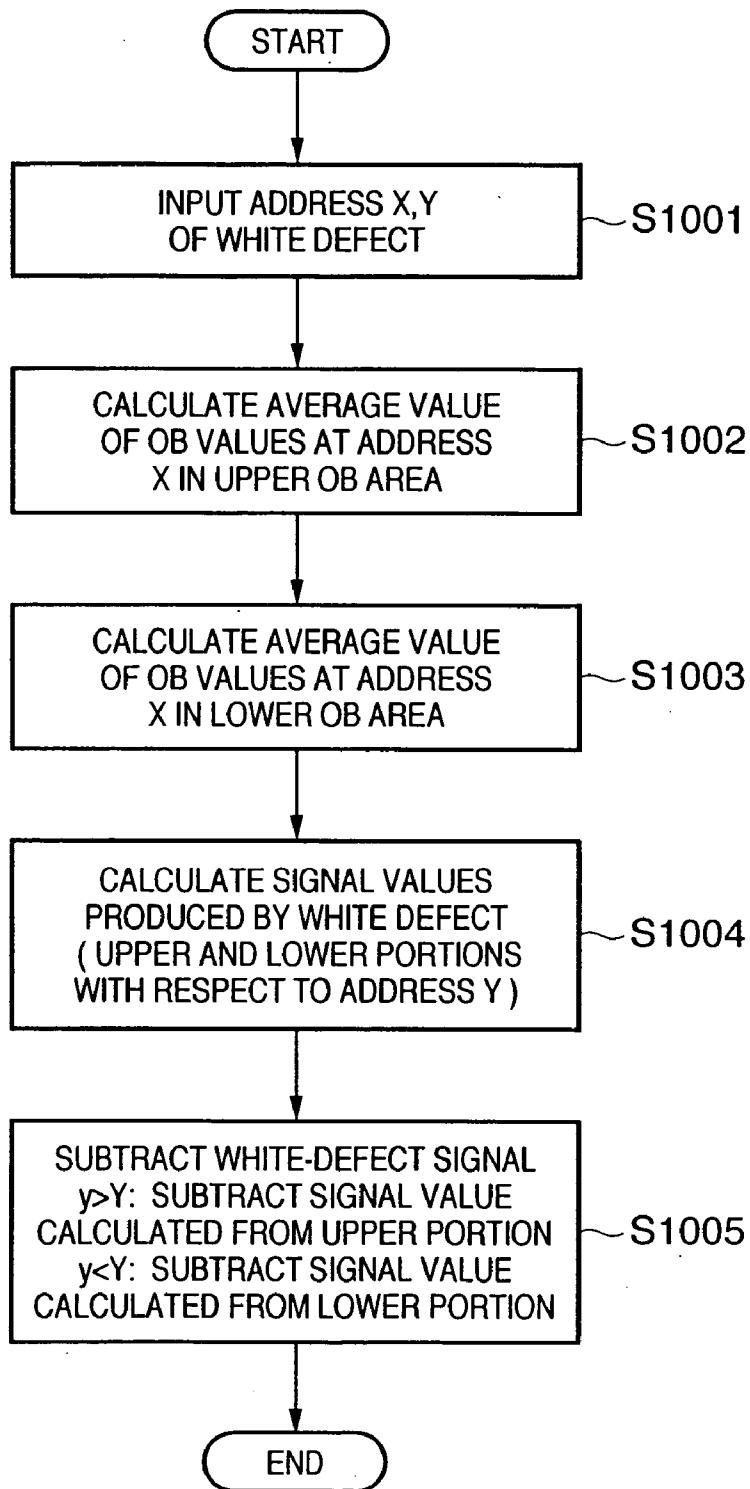 START
INPUT ADDRESS X,Y
OF WHITE DEFECT
S1001
CALCULATE AVERAGE VALUE
OF OB VALUES AT ADDRESS
X IN UPPER OB AREA
S1002
CALCULATE AVERAGE VALUE
OF OB VALUES AT ADDRESS
X IN LOWER OB AREA
S1003
CALCULATE SIGNAL VALUES
PRODUCED BY WHITE DEFECT
( UPPER AND LOWER PORTIONS
WITH RESPECT TO ADDRESS Y )
S1004
SUBTRACT WHITE-DEFECT SIGNAL
y>Y: SUBTRACT SIGNAL VALUE
CALCULATED FROM UPPER PORTION
y<Y: SUBTRACT SIGNAL VALUE
CALCULATED FROM LOWER PORTION
S1005
END